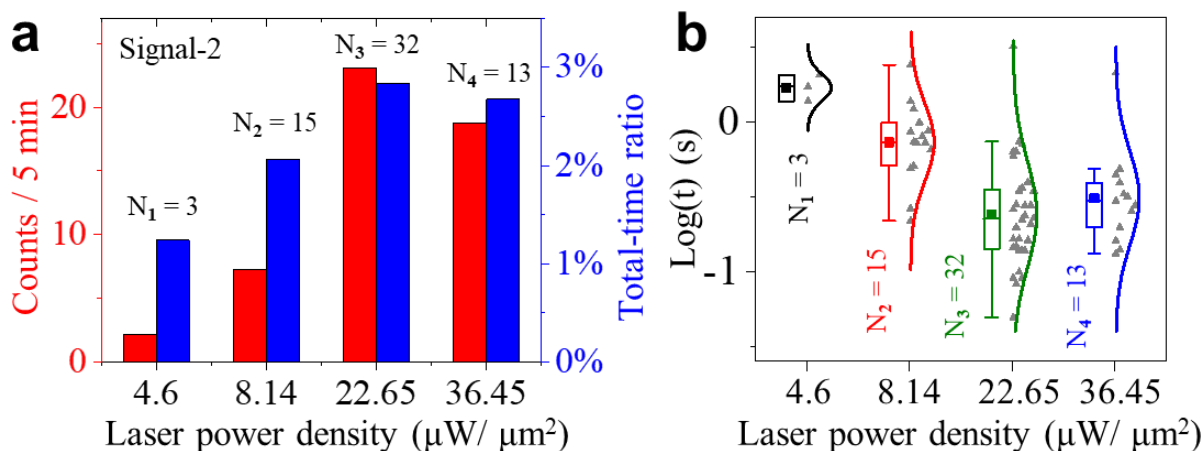 a
Signal-2
N₁ = 3
N₂ = 15
N₃ = 32
N₄ = 13
Counts / 5 min
0
10
20
Total-time ratio
0%
1%
2%
3%
4.6
8.14
22.65
36.45
Laser power density (μW/ μm²)
b
Log(t) (s)
0
-1
N₁ = 3
N₂ = 15
N₃ = 32
N₄ = 13
4.6
8.14
22.65
36.45
Laser power density (μW/ μm²)